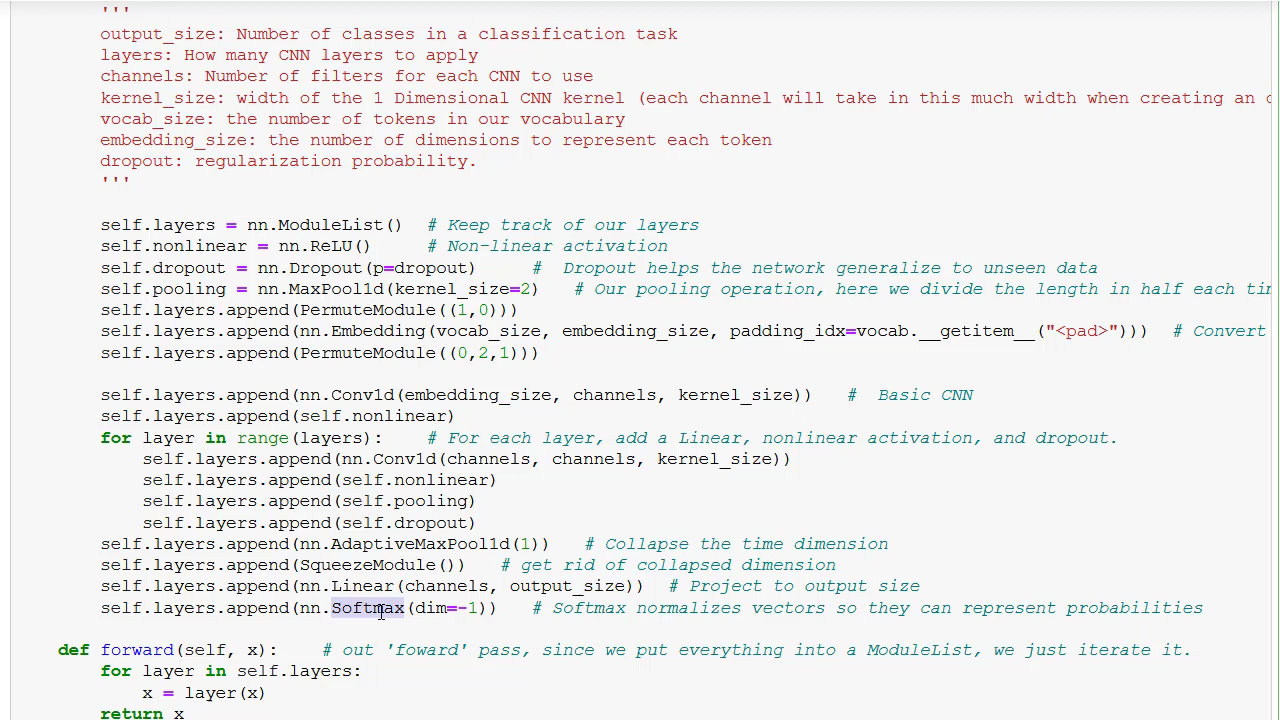 '''
output_size: Number of classes in a classification task
layers: How many CNN layers to apply
channels: Number of filters for each CNN to use
kernel_size: width of the 1 Dimensional CNN kernel (each channel will take in this much width when creating an
vocab_size: the number of tokens in our vocabulary
embedding_size: the number of dimensions to represent each token
dropout: regularization probability.
'''
self.layers = nn.ModuleList()  # Keep track of our layers
self.nonlinear = nn.ReLU()     # Non-linear activation
self.dropout = nn.Dropout(p=dropout)     #  Dropout helps the network generalize to unseen data
self.pooling = nn.MaxPool1d(kernel_size=2)   # Our pooling operation, here we divide the length in half each
self.layers.append(PermuteModule((1,0)))
self.layers.append(nn.Embedding(vocab_size, embedding_size, padding_idx=vocab.__getitem__("<pad>")))  # Convert
self.layers.append(PermuteModule((0,2,1)))
self.layers.append(nn.Conv1d(embedding_size, channels, kernel_size))   #  Basic CNN
self.layers.append(self.nonlinear)
for layer in range(layers):    # For each layer, add a Linear, nonlinear activation, and dropout.
self.layers.append(nn.Conv1d(channels, channels, kernel_size))
self.layers.append(self.nonlinear)
self.layers.append(self.pooling)
self.layers.append(self.dropout)
self.layers.append(nn.AdaptiveMaxPool1d(1))   # Collapse the time dimension
self.layers.append(SqueezeModule())   # get rid of collapsed dimension
self.layers.append(nn.Linear(channels, output_size))  # Project to output size
self.layers.append(nn.Softmax(dim=-1))   # Softmax normalizes vectors so they can represent probabilities
def forward(self, x):    # out 'foward' pass, since we put everything into a ModuleList, we just iterate it.
for layer in self.layers:
x = layer(x)
return x